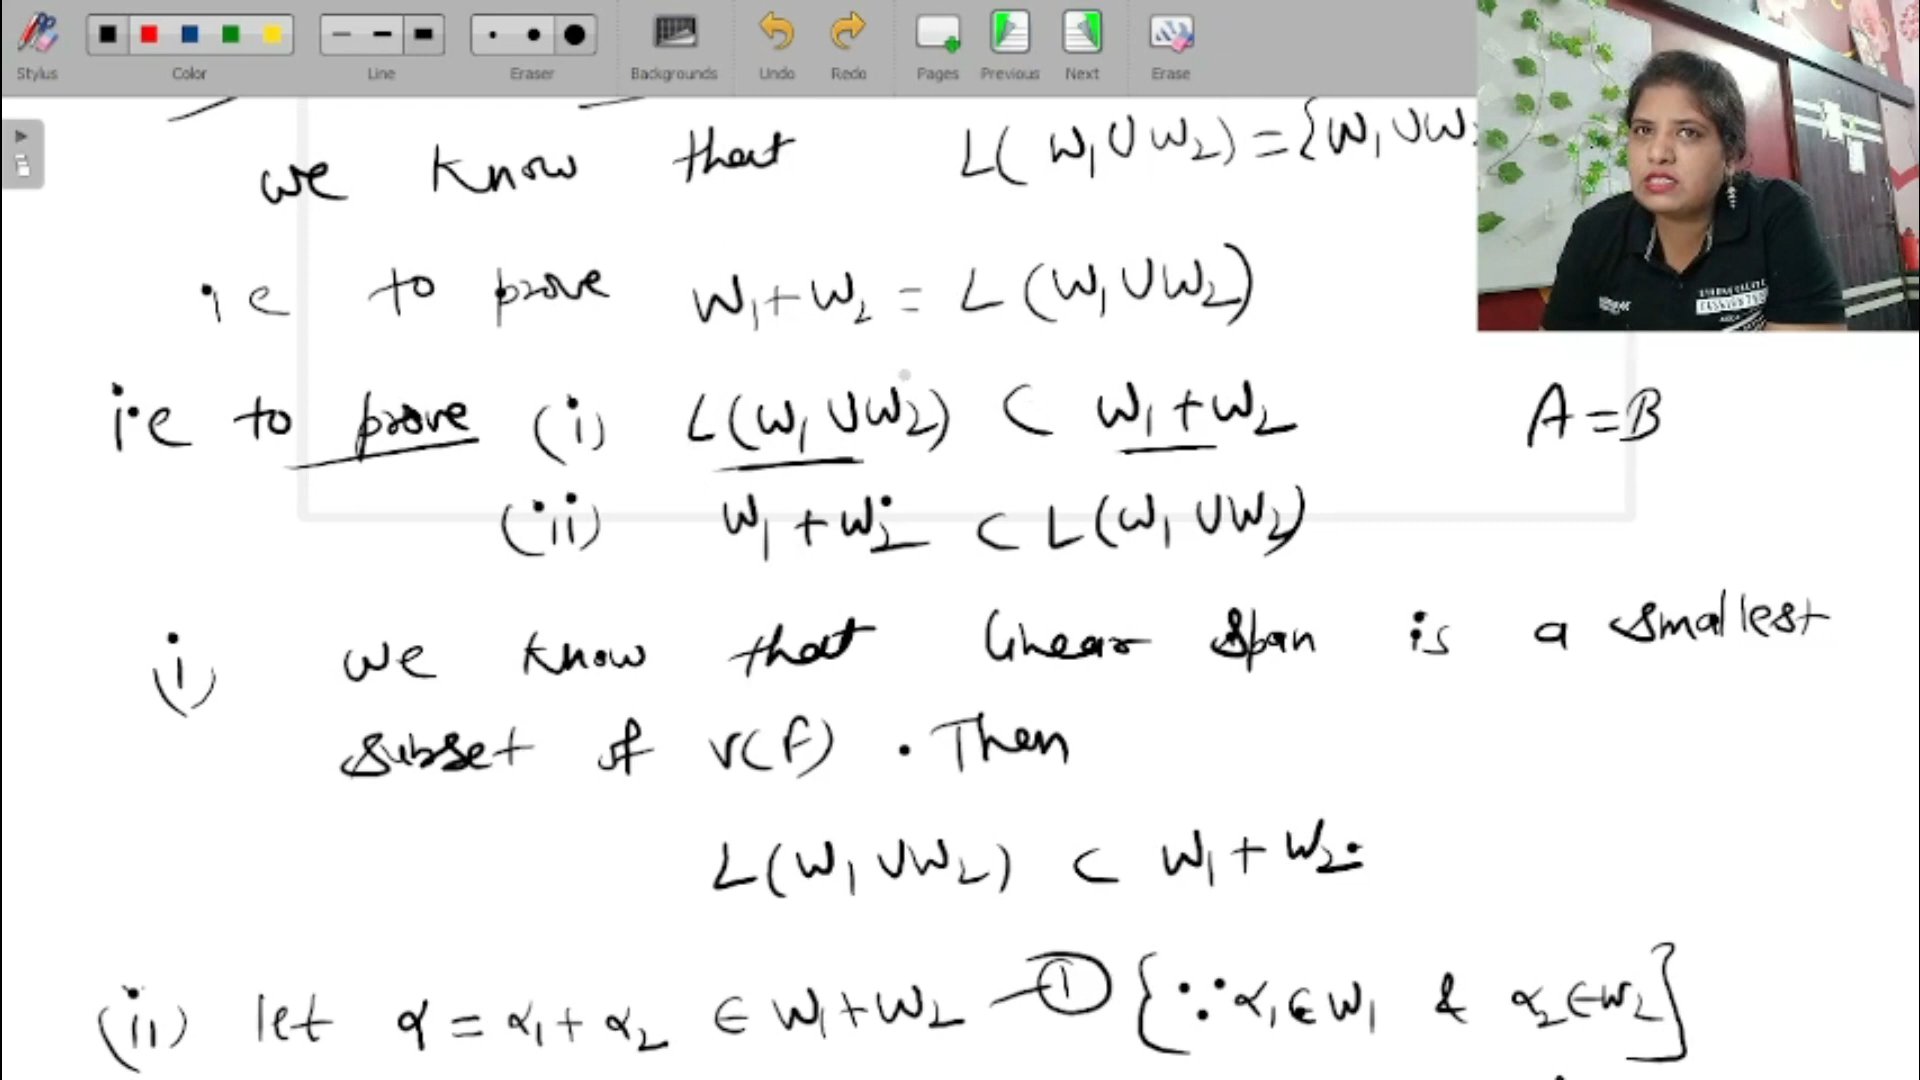 Stylus Color Line Eraser Backgrounds Undo Redo Pages Previous Next Erase
we know that L( W₁ ∪ W₂) = {W₁ ∪ W
ie to prove W₁+W₂ = L (W₁ ∪ W₂)
ie to prove (i) L(W₁ ∪ W₂) ⊂ W₁+W₂ A = B
(ii) W₁ + W₂ ⊂ L(W₁ ∪ W₂)
i) we know that linear span is a smallest
subset of V(F) . Then
L(W₁ ∪ W₂) ⊂ W₁ + W₂.
(ii) let α = α₁ + α₂ ∈ W₁+W₂ — ① {∵ α₁ ∈ W₁ & α₂ ∈ W₂]